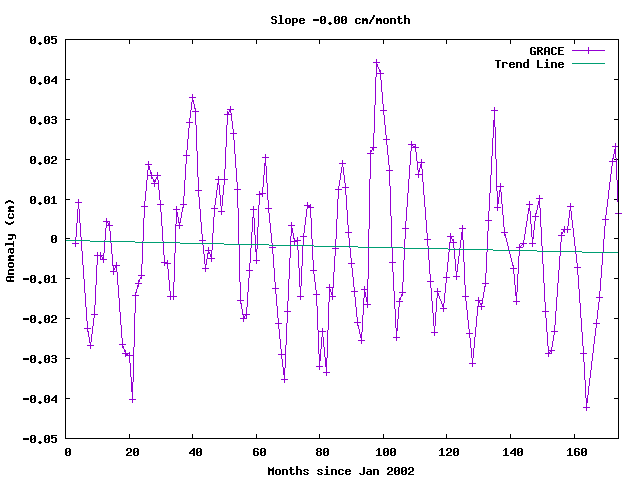 Slope -0.00 cm/month
GRACE
Trend Line
Anomaly (cm)
0.05
0.04
0.03
0.02
0.01
0
-0.01
-0.02
-0.03
-0.04
-0.05
0 20 40 60 80 100 120 140 160
Months since Jan 2002